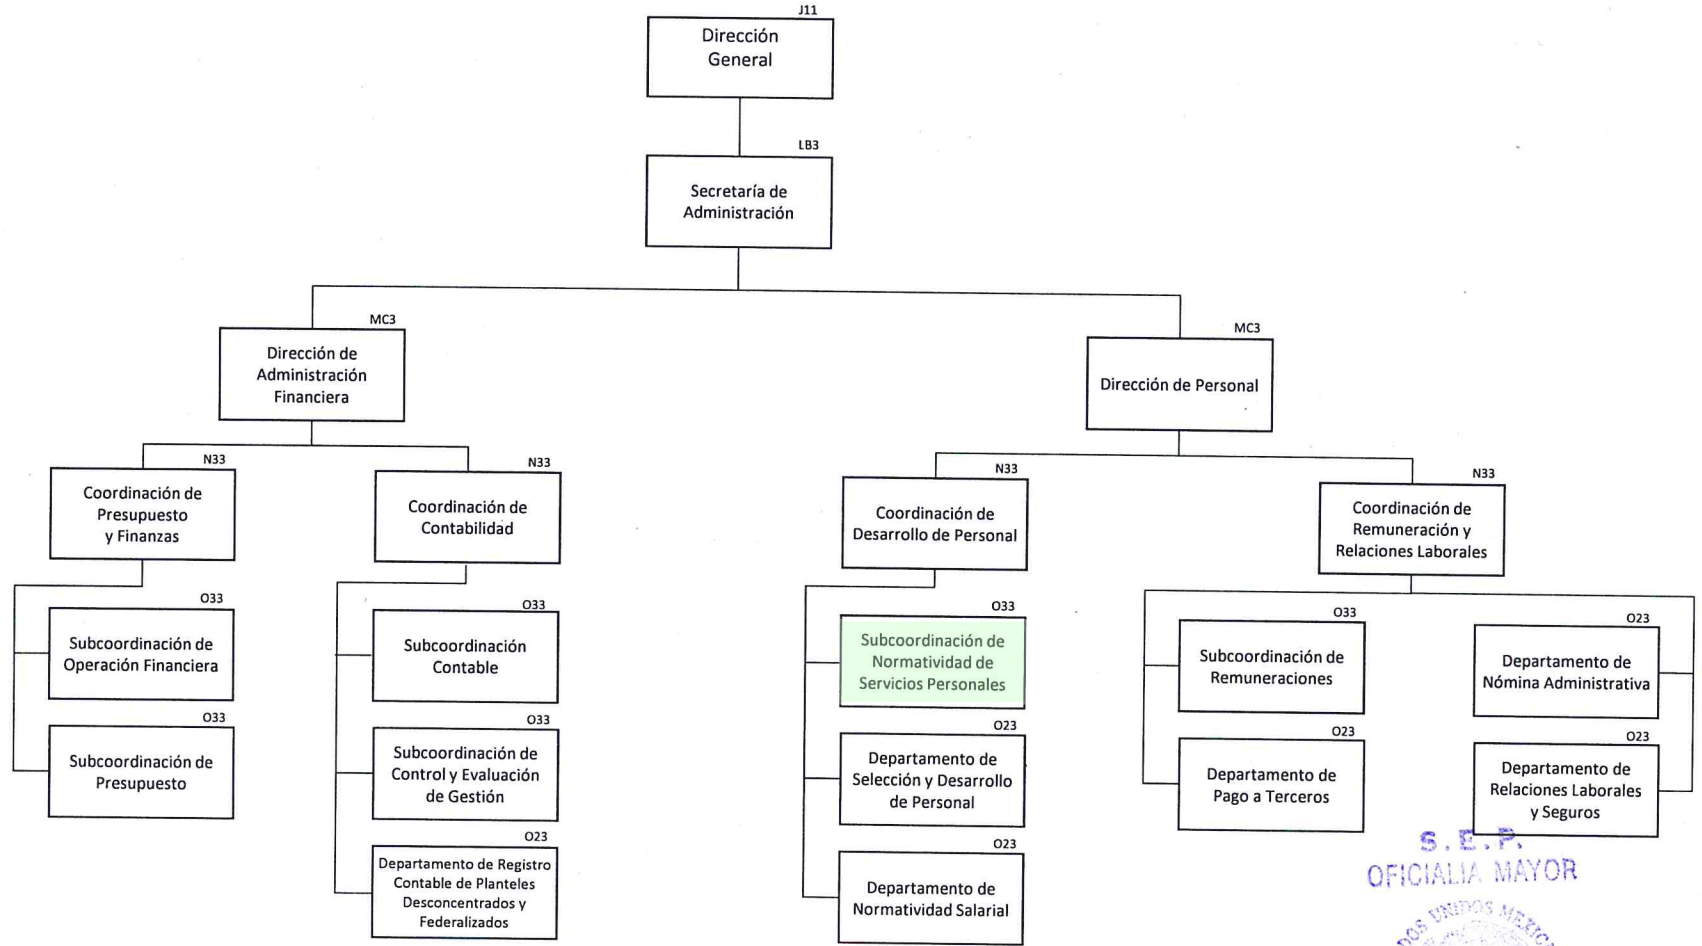 J11
Dirección
General
LB3
Secretaría de
Administración
MC3
Dirección de
Administración
Financiera
MC3
Dirección de Personal
N33
Coordinación de
Presupuesto
y Finanzas
N33
Coordinación de
Contabilidad
N33
Coordinación de
Desarrollo de Personal
N33
Coordinación de
Remuneración y
Relaciones Laborales
O33
Subcoordinación de
Operación Financiera
O33
Subcoordinación de
Presupuesto
O33
Subcoordinación
Contable
O33
Subcoordinación de
Control y Evaluación
de Gestión
O23
Departamento de Registro
Contable de Planteles
Desconcentrados y
Federalizados
O33
Subcoordinación de
Normatividad de
Servicios Personales
O23
Departamento de
Selección y Desarrollo
de Personal
O23
Departamento de
Normatividad Salarial
O33
Subcoordinación de
Remuneraciones
O23
Departamento de
Pago a Terceros
O23
Departamento de
Nómina Administrativa
O23
Departamento de
Relaciones Laborales
y Seguros
S.E.P.
OFICIALIA MAYOR
UNIDOS